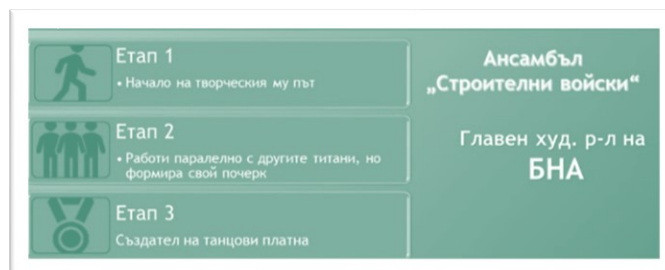 Етап 1
• Начало на творческия му път
Етап 2
• Работи паралелно с другите титани, но
формира свой почерк
Етап 3
Създател на танцови платна
Ансамбъл
„Строителни войски“
Главен худ. р-л на
БНА